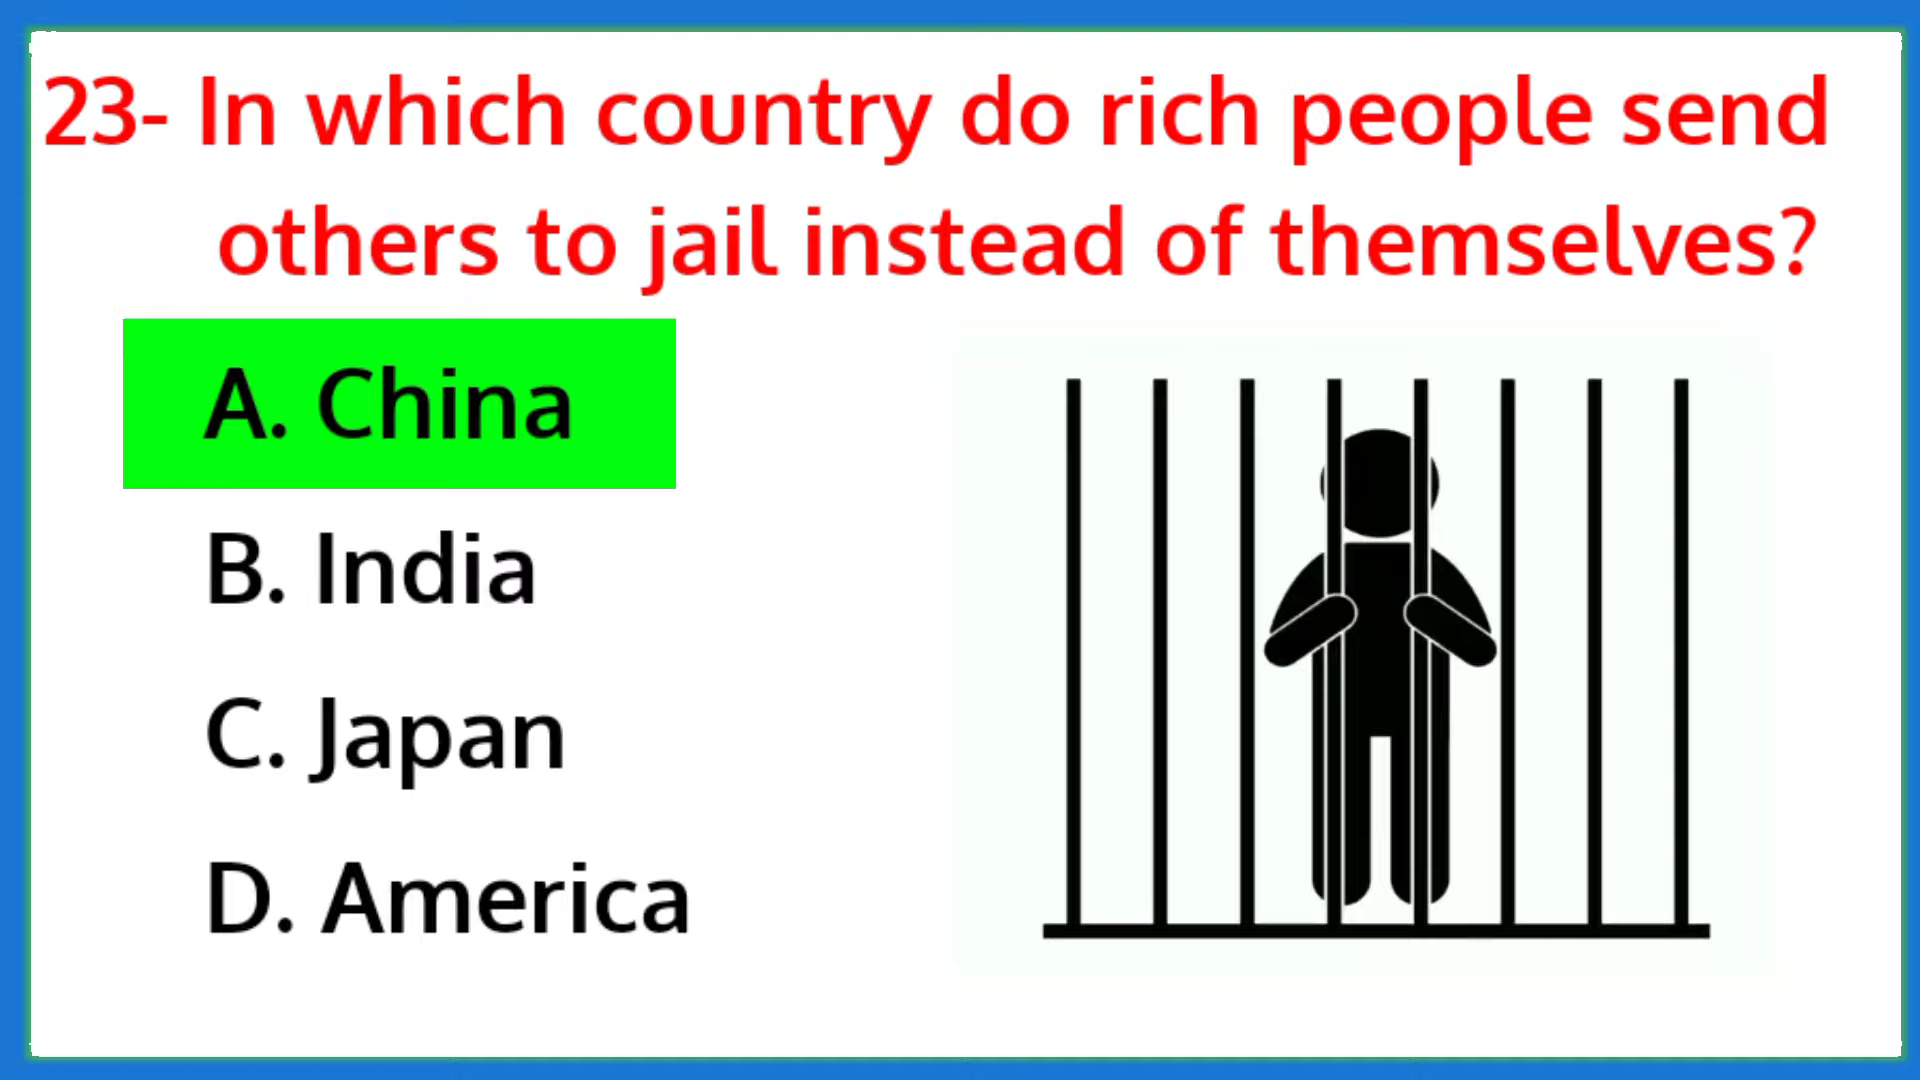 23- In which country do rich people send
others to jail instead of themselves?
A. China
B. India
C. Japan
D. America